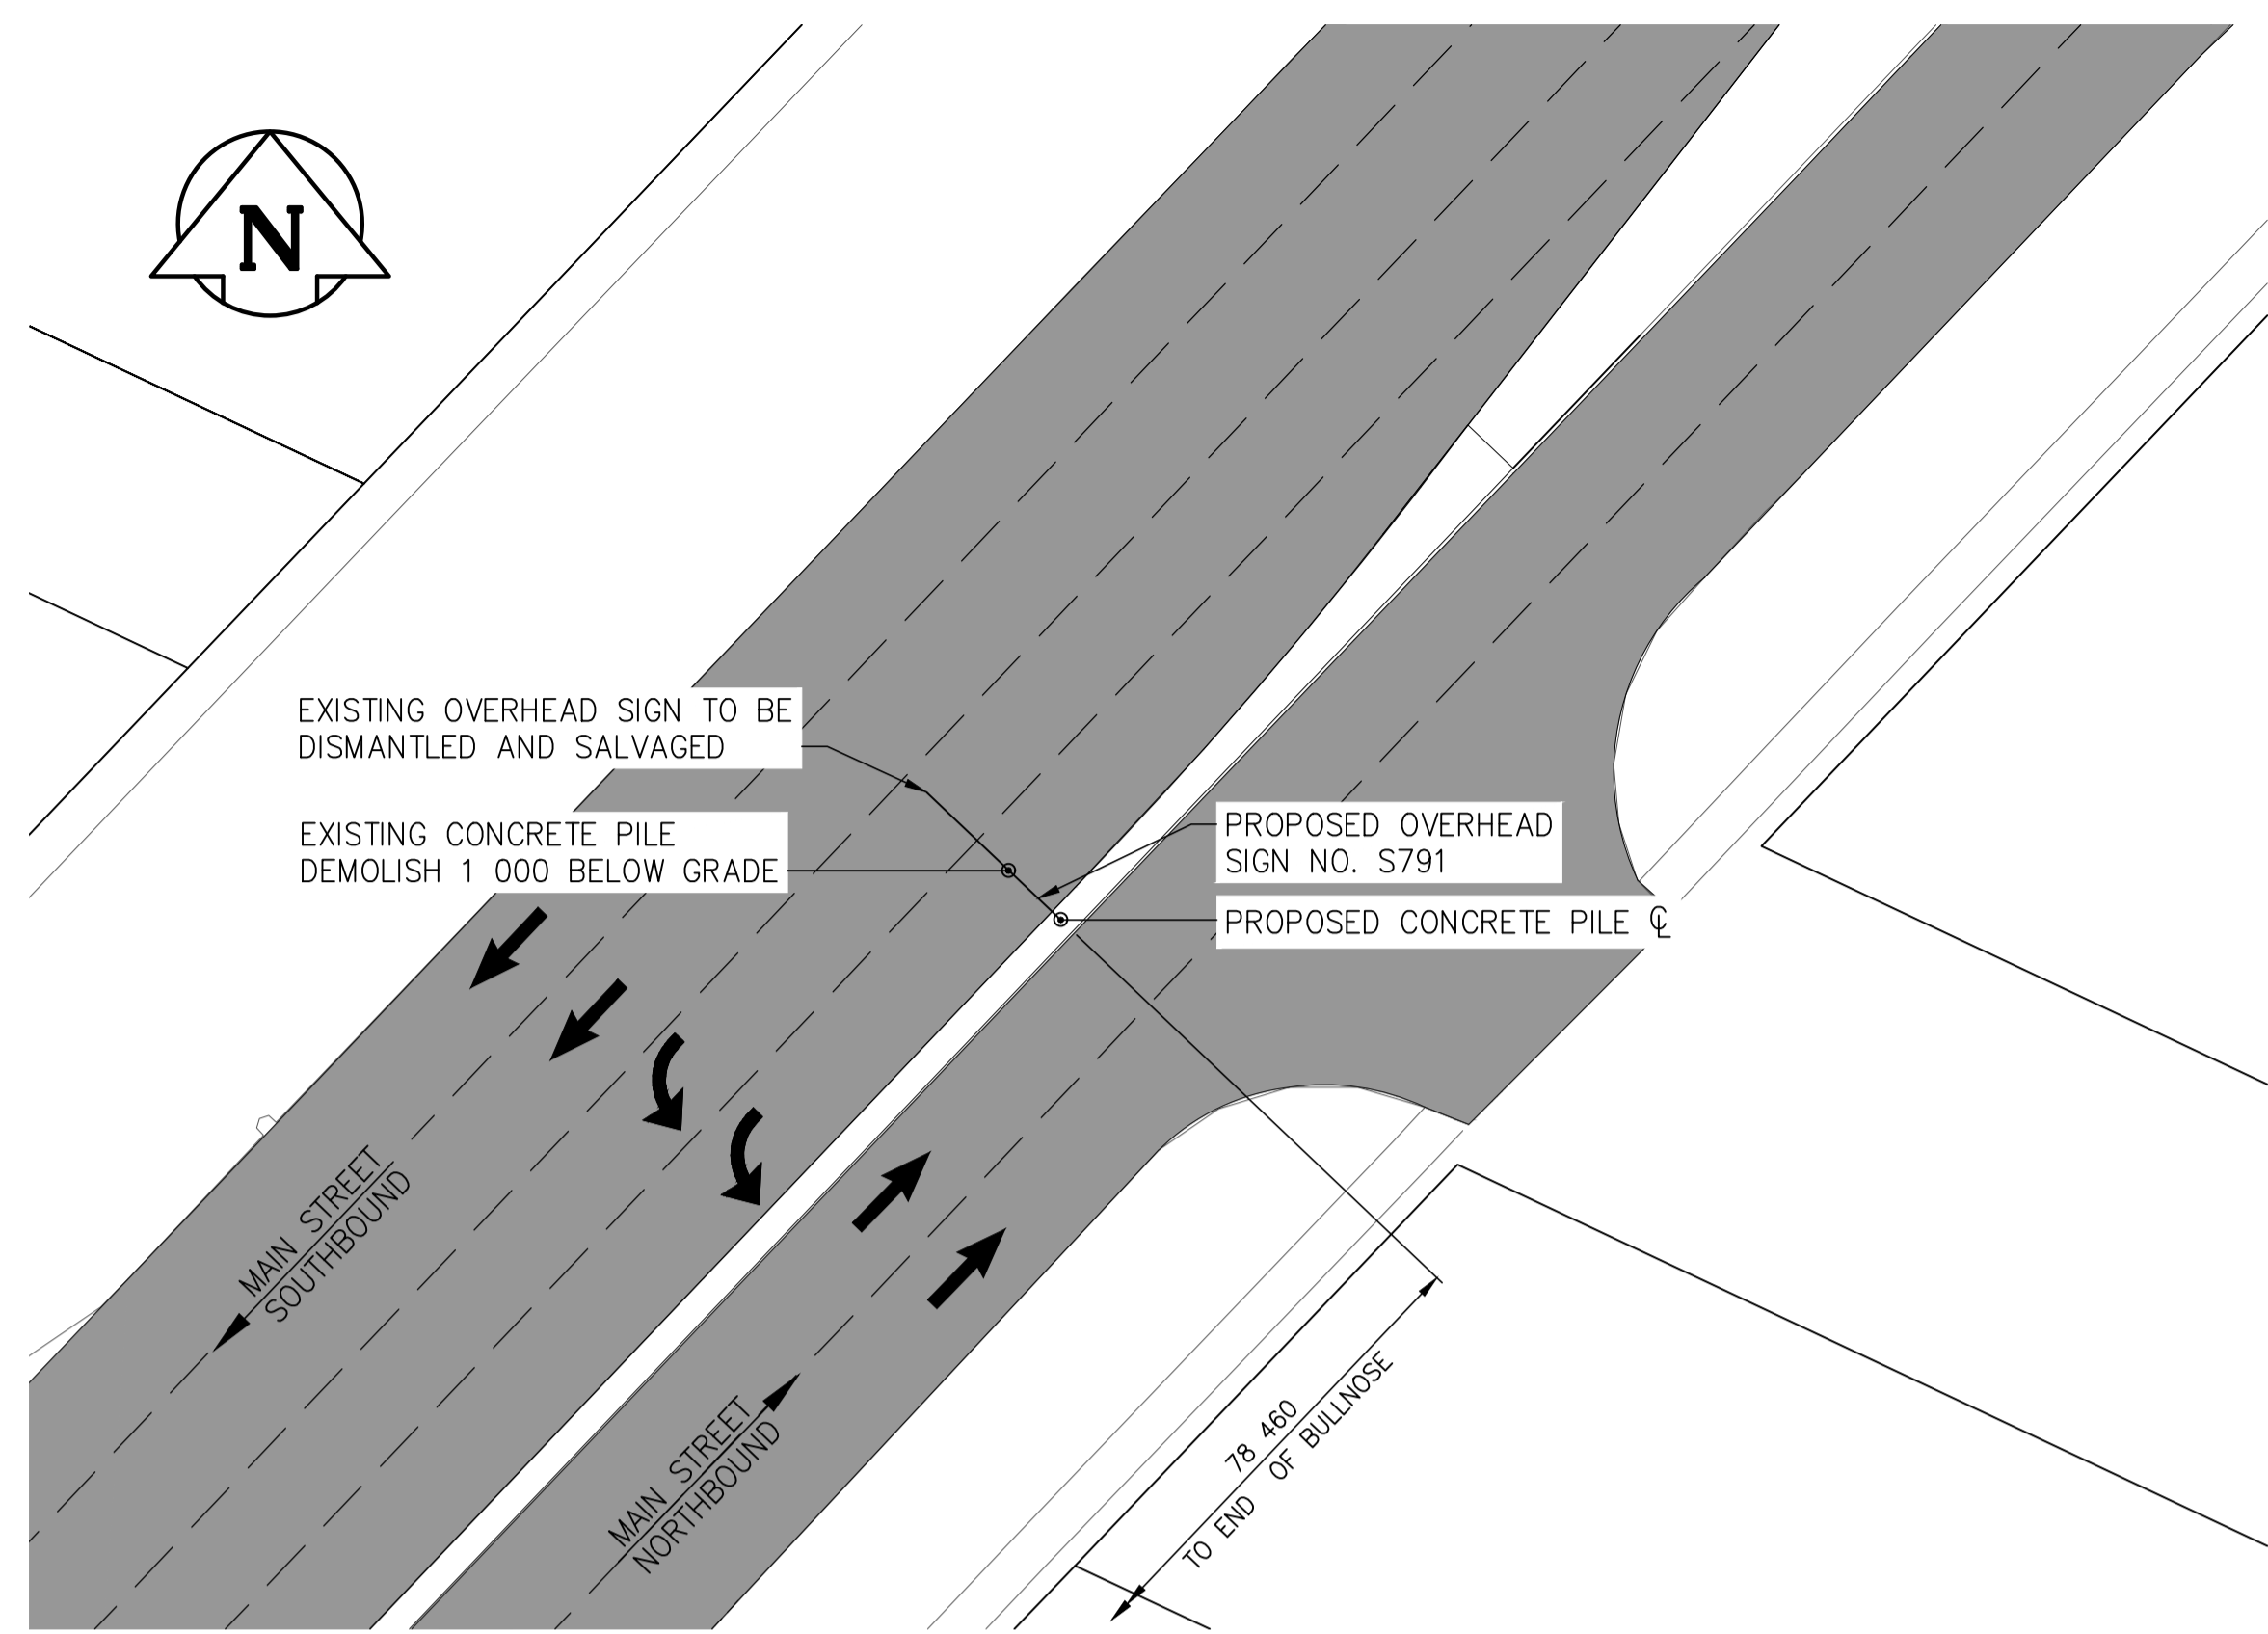 N
EXISTING OVERHEAD SIGN TO BE
DISMANTLED AND SALVAGED
EXISTING CONCRETE PILE
DEMOLISH 1 000 BELOW GRADE
PROPOSED OVERHEAD
SIGN NO. S791
PROPOSED CONCRETE PILE ℄
MAIN STREET
SOUTHBOUND
MAIN STREET
NORTHBOUND
78 460
TO END OF BULLNOSE